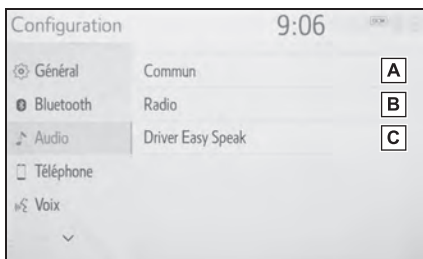 Configuration 9:06
Général Commun A
Bluetooth Radio B
Audio Driver Easy Speak C
Téléphone
Voix